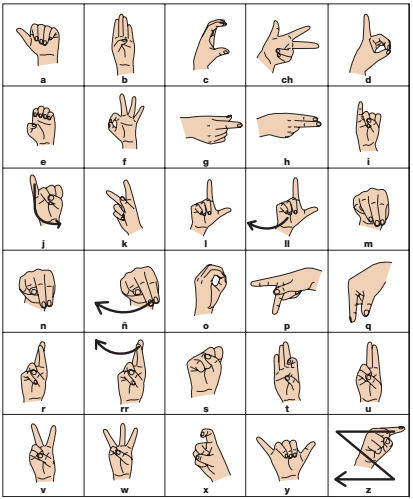 a b c ch d
e f g h i
j k l ll m
n ñ o p q
r rr s t u
v w x y z